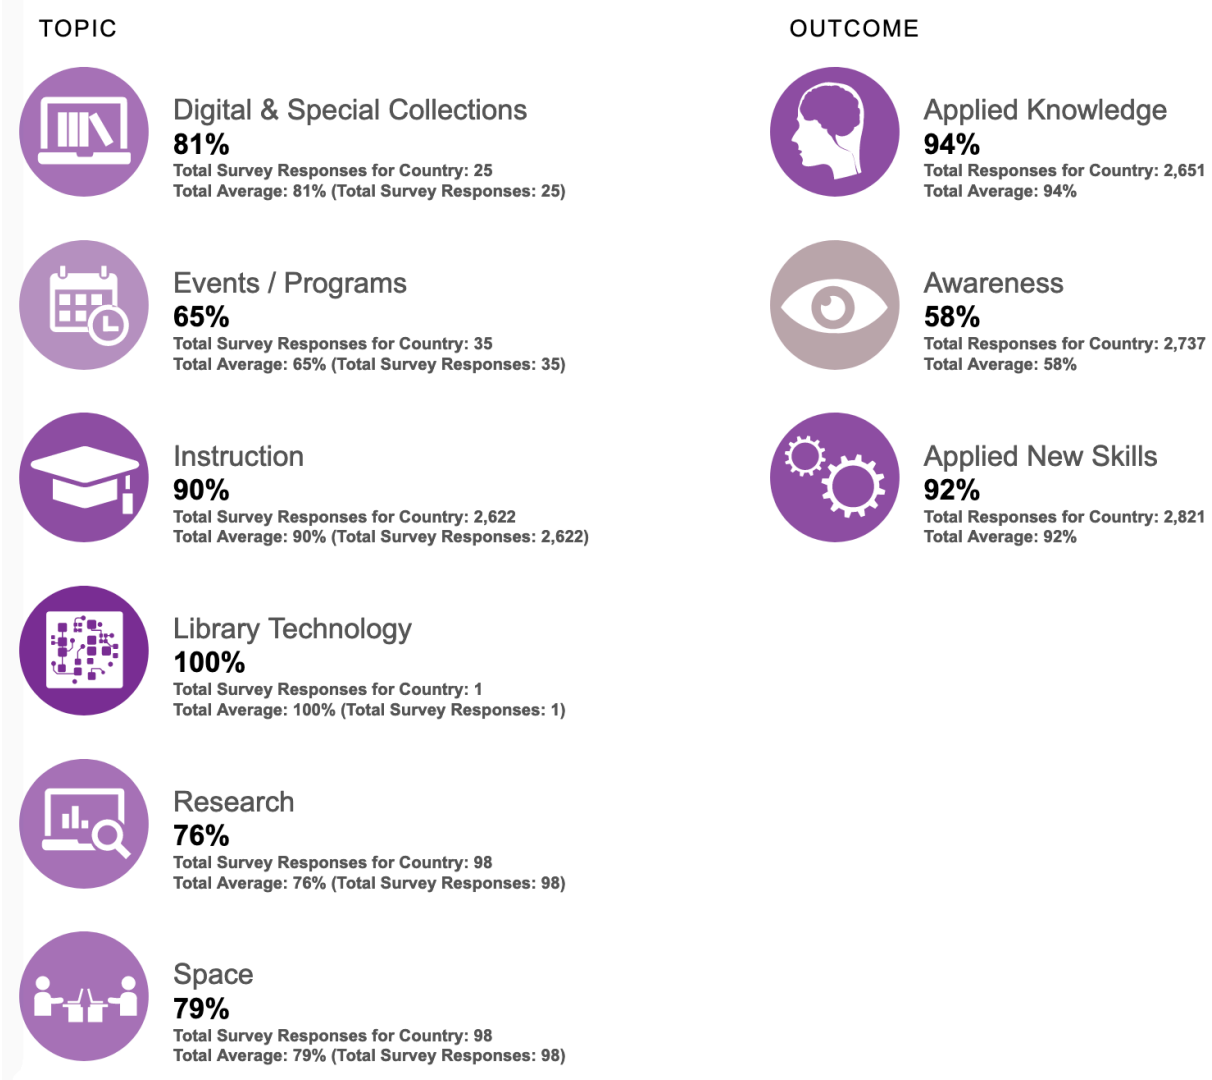 TOPIC
Digital & Special Collections
81%
Total Survey Responses for Country: 25
Total Average: 81% (Total Survey Responses: 25)
Events / Programs
65%
Total Survey Responses for Country: 35
Total Average: 65% (Total Survey Responses: 35)
Instruction
90%
Total Survey Responses for Country: 2,622
Total Average: 90% (Total Survey Responses: 2,622)
Library Technology
100%
Total Survey Responses for Country: 1
Total Average: 100% (Total Survey Responses: 1)
Research
76%
Total Survey Responses for Country: 98
Total Average: 76% (Total Survey Responses: 98)
Space
79%
Total Survey Responses for Country: 98
Total Average: 79% (Total Survey Responses: 98)
OUTCOME
Applied Knowledge
94%
Total Responses for Country: 2,651
Total Average: 94%
Awareness
58%
Total Responses for Country: 2,737
Total Average: 58%
Applied New Skills
92%
Total Responses for Country: 2,821
Total Average: 92%